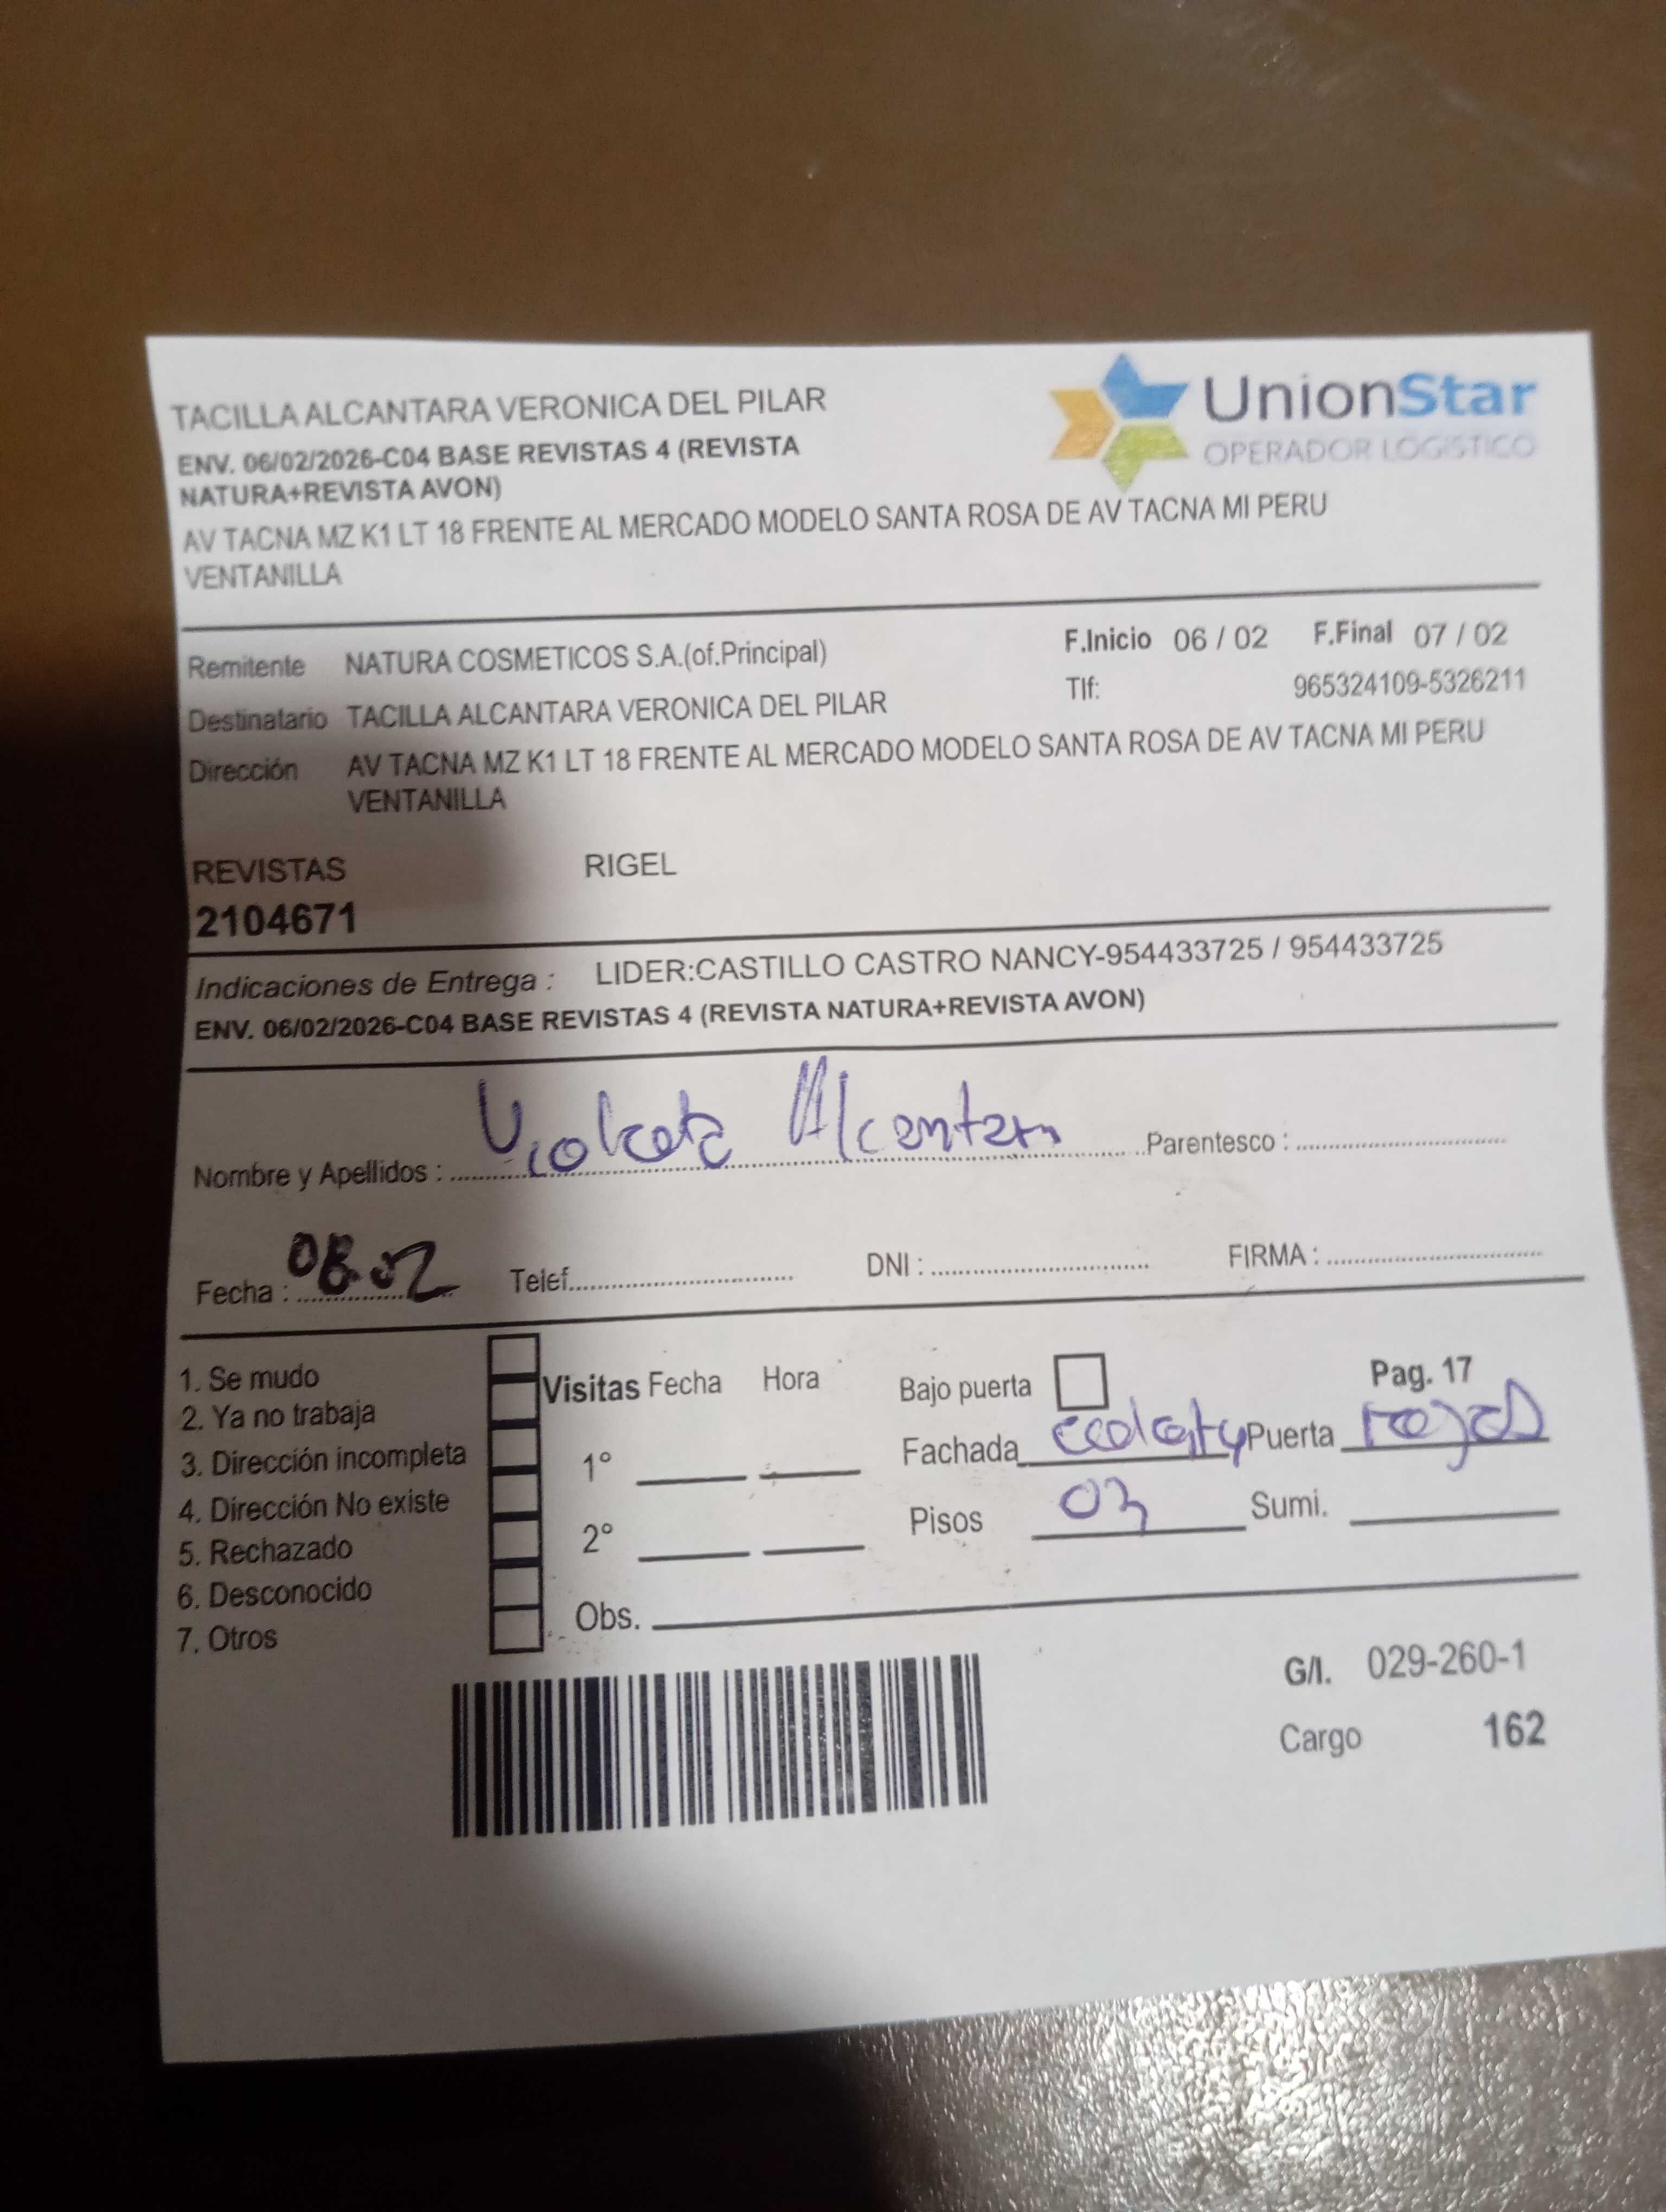 TACILLA ALCANTARA VERONICA DEL PILAR
UnionStar
OPERADOR LOGÍSTICO
ENV. 06/02/2026-C04 BASE REVISTAS 4 (REVISTA
NATURA+REVISTA AVON)
AV TACNA MZ K1 LT 18 FRENTE AL MERCADO MODELO SANTA ROSA DE AV TACNA MI PERU
VENTANILLA
Remitente NATURA COSMETICOS S.A.(of.Principal) F.Inicio 06 / 02 F.Final 07 / 02
Destinatario TACILLA ALCANTARA VERONICA DEL PILAR Tlf: 965324109-5326211
Dirección AV TACNA MZ K1 LT 18 FRENTE AL MERCADO MODELO SANTA ROSA DE AV TACNA MI PERU
VENTANILLA
REVISTAS RIGEL
2104671
Indicaciones de Entrega : LIDER:CASTILLO CASTRO NANCY-954433725 / 954433725
ENV. 06/02/2026-C04 BASE REVISTAS 4 (REVISTA NATURA+REVISTA AVON)
Nombre y Apellidos : Violeta Alcantara Parentesco :
Fecha : 08.02 Telef. DNI : FIRMA :
1. Se mudo
2. Ya no trabaja
3. Dirección incompleta
4. Dirección No existe
5. Rechazado
6. Desconocido
7. Otros
Visitas Fecha Hora
1°
2°
Obs.
Bajo puerta Pag. 17
Fachada Puerta
Pisos 03 Sumi.
G/I. 029-260-1
Cargo 162